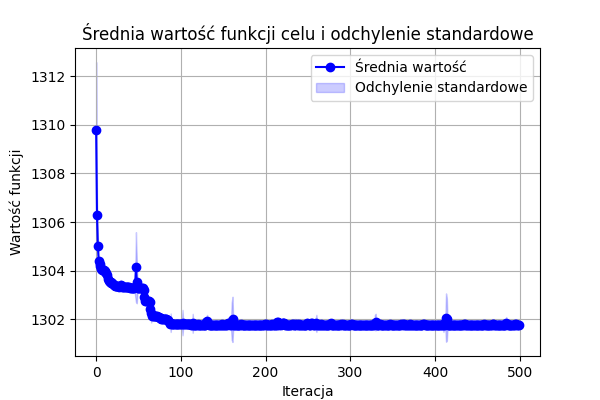 Średnia wartość funkcji celu i odchylenie standardowe
Średnia wartość
Odchylenie standardowe
Wartość funkcji
1312
1310
1308
1306
1304
1302
0 100 200 300 400 500
Iteracja